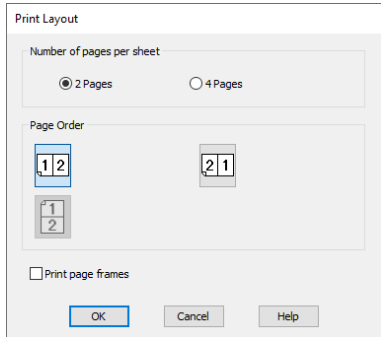 Print Layout
Number of pages per sheet
2 Pages
4 Pages
Page Order
1 2
2 1
1
2
Print page frames
OK
Cancel
Help